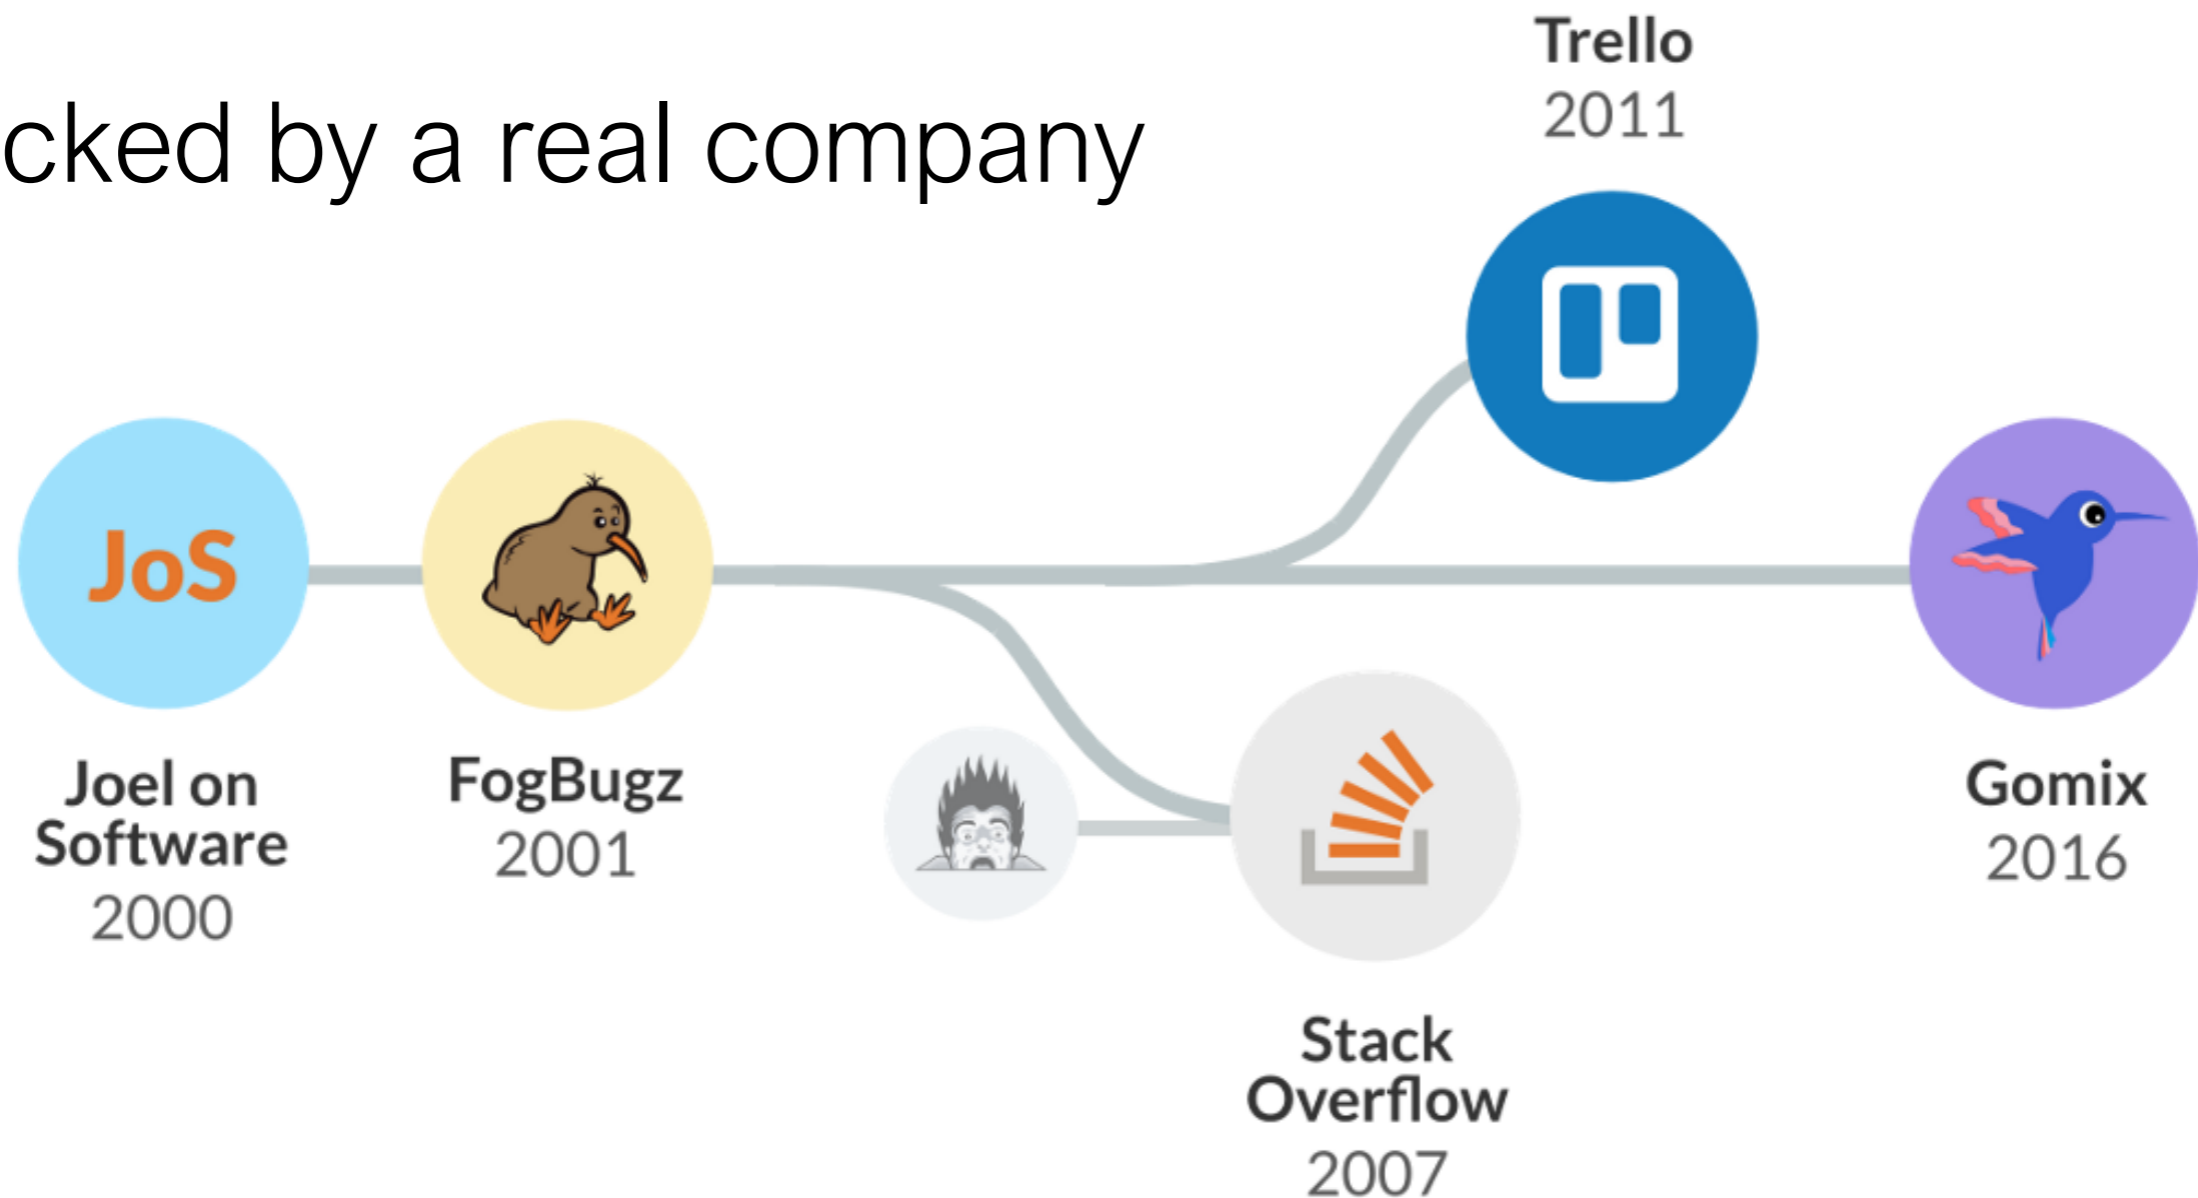 cked by a real company
Trello
2011
JoS
Joel on
Software
2000
FogBugz
2001
Stack
Overflow
2007
Gomix
2016